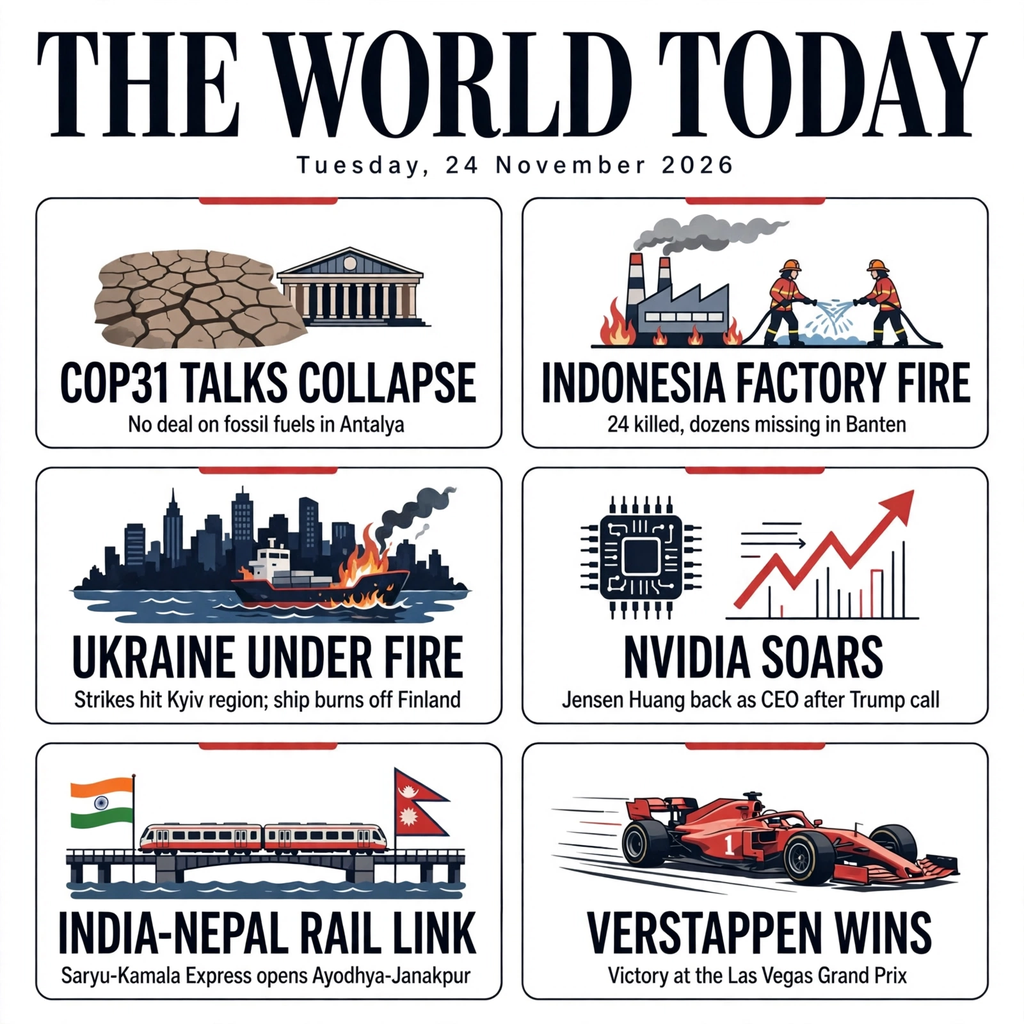 THE WORLD TODAY
Tuesday, 24 November 2026
COP31 TALKS COLLAPSE
No deal on fossil fuels in Antalya
INDONESIA FACTORY FIRE
24 killed, dozens missing in Banten
UKRAINE UNDER FIRE
Strikes hit Kyiv region; ship burns off Finland
NVIDIA SOARS
Jensen Huang back as CEO after Trump call
INDIA-NEPAL RAIL LINK
Saryu-Kamala Express opens Ayodhya-Janakpur
1
VERSTAPPEN WINS
Victory at the Las Vegas Grand Prix